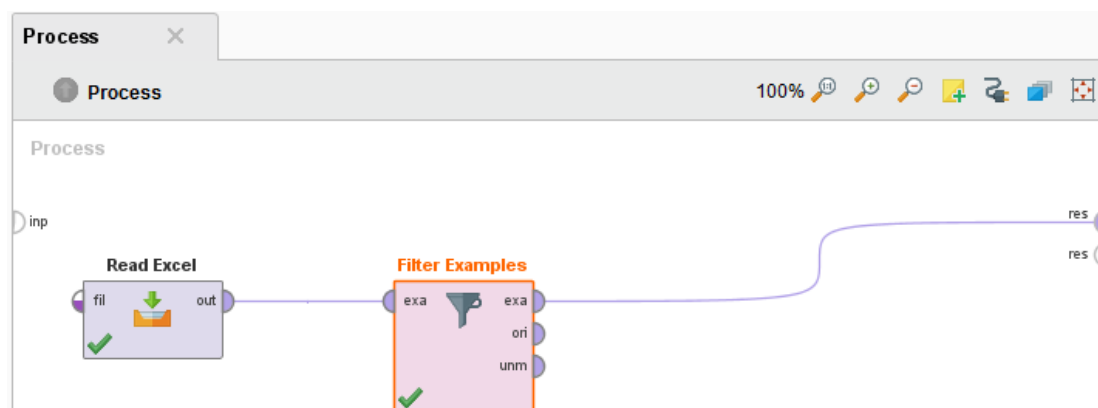 Process
Process
100%
Process
inp
res
res
Read Excel
fil
out
Filter Examples
exa
exa
ori
unm